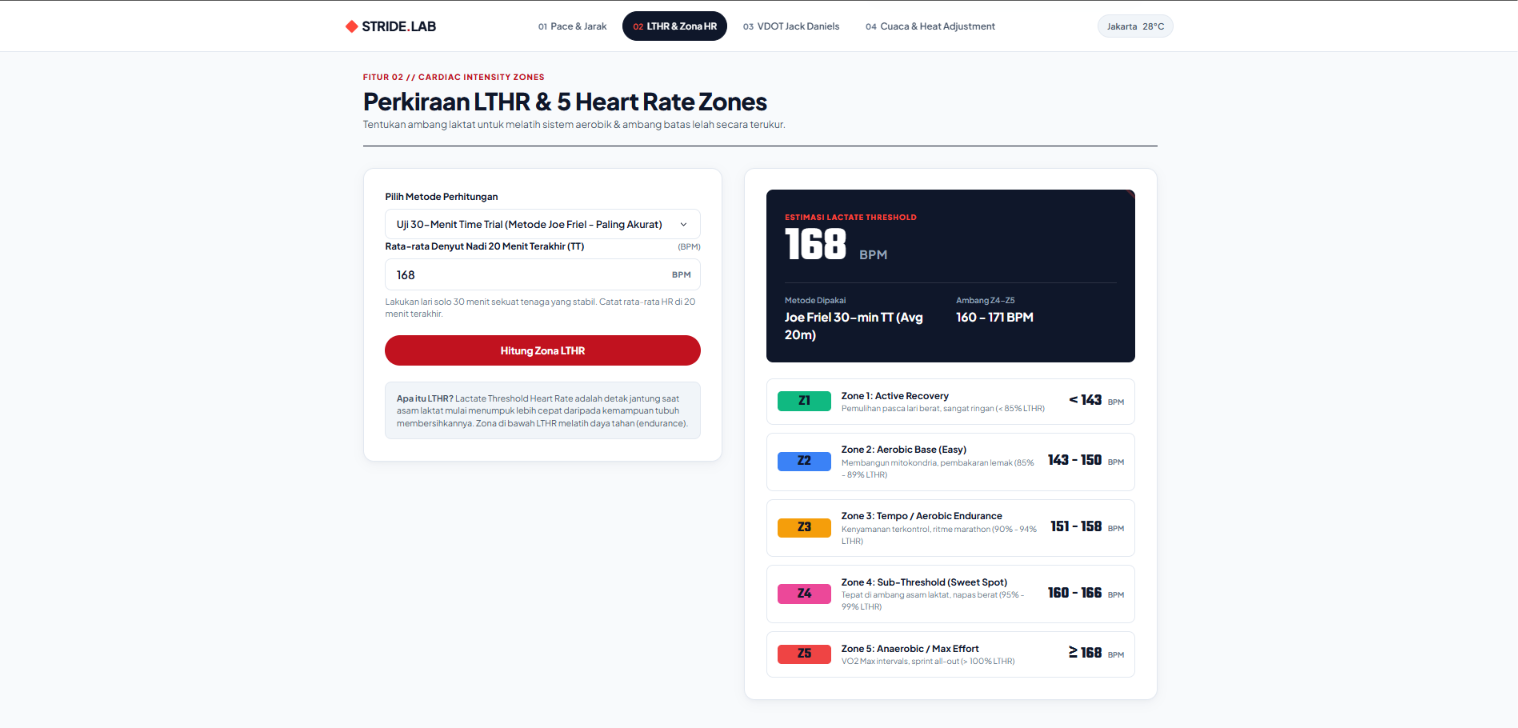 STRIDE.LAB
01 Pace & Jarak
02 LTHR & Zona HR
03 VDOT Jack Daniels
04 Cuaca & Heat Adjustment
Jakarta 28°C
FITUR 02 // CARDIAC INTENSITY ZONES
Perkiraan LTHR & 5 Heart Rate Zones
Tentukan ambang laktat untuk melatih sistem aerobik & ambang batas lelah secara terukur.
Pilih Metode Perhitungan
Uji 30-Menit Time Trial (Metode Joe Friel - Paling Akurat)
Rata-rata Denyut Nadi 20 Menit Terakhir (TT) (BPM)
168 BPM
Lakukan lari solo 30 menit sekuat tenaga yang stabil. Catat rata-rata HR di 20
menit terakhir.
Hitung Zona LTHR
Apa itu LTHR? Lactate Threshold Heart Rate adalah detak jantung saat
asam laktat mulai menumpuk lebih cepat daripada kemampuan tubuh
membersihkannya. Zona di bawah LTHR melatih daya tahan (endurance).
ESTIMASI LACTATE THRESHOLD
168 BPM
Metode Dipakai
Joe Friel 30-min TT (Avg
20m)
Ambang Z4-Z5
160 - 171 BPM
Z1
Zone 1: Active Recovery
Pemulihan pasca lari berat, sangat ringan (< 85% LTHR)
< 143 BPM
Z2
Zone 2: Aerobic Base (Easy)
Membangun mitokondria, pembakaran lemak (85%
- 89% LTHR)
143 - 150 BPM
Z3
Zone 3: Tempo / Aerobic Endurance
Kenyamanan terkontrol, ritme marathon (90% - 94%
LTHR)
151 - 158 BPM
Z4
Zone 4: Sub-Threshold (Sweet Spot)
Tepat di ambang asam laktat, napas berat (95% -
99% LTHR)
160 - 166 BPM
Z5
Zone 5: Anaerobic / Max Effort
VO2 Max intervals, sprint all-out (> 100% LTHR)
≥ 168 BPM